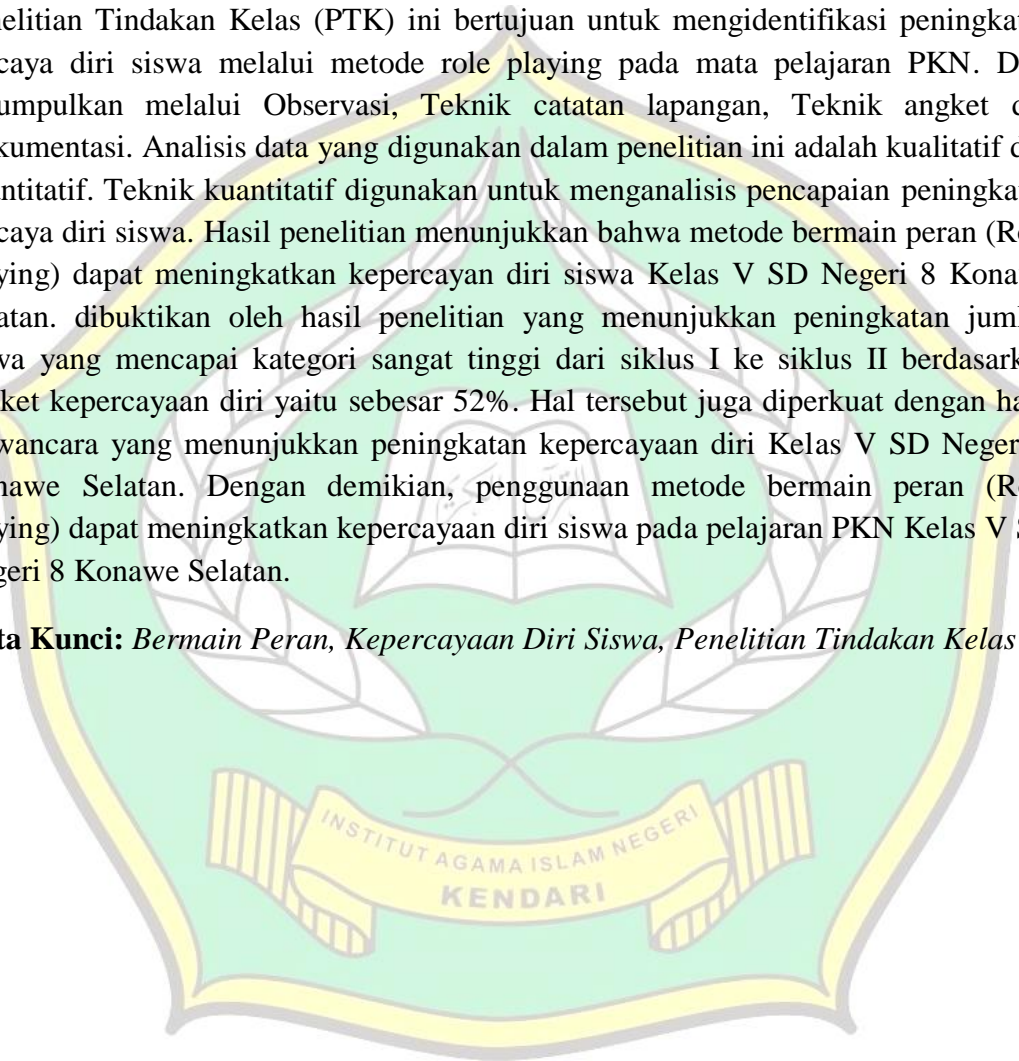 nelitian Tindakan Kelas (PTK) ini bertujuan untuk mengidentifikasi peningkat
caya diri siswa melalui metode role playing pada mata pelajaran PKN. D
umpulkan melalui Observasi, Teknik catatan lapangan, Teknik angket d
kumentasi. Analisis data yang digunakan dalam penelitian ini adalah kualitatif d
antitatif. Teknik kuantitatif digunakan untuk menganalisis pencapaian peningkat
caya diri siswa. Hasil penelitian menunjukkan bahwa metode bermain peran (Ro
ying) dapat meningkatkan kepercayan diri siswa Kelas V SD Negeri 8 Kona
atan. dibuktikan oleh hasil penelitian yang menunjukkan peningkatan juml
wa yang mencapai kategori sangat tinggi dari siklus I ke siklus II berdasark
ket kepercayaan diri yaitu sebesar 52%. Hal tersebut juga diperkuat dengan ha
wancara yang menunjukkan peningkatan kepercayaan diri Kelas V SD Neger
nawe Selatan. Dengan demikian, penggunaan metode bermain peran (Ro
ying) dapat meningkatkan kepercayaan diri siswa pada pelajaran PKN Kelas V S
geri 8 Konawe Selatan.
ta Kunci: Bermain Peran, Kepercayaan Diri Siswa, Penelitian Tindakan Kelas
INSTITUT AGAMA ISLAM NEGERI
KENDARI